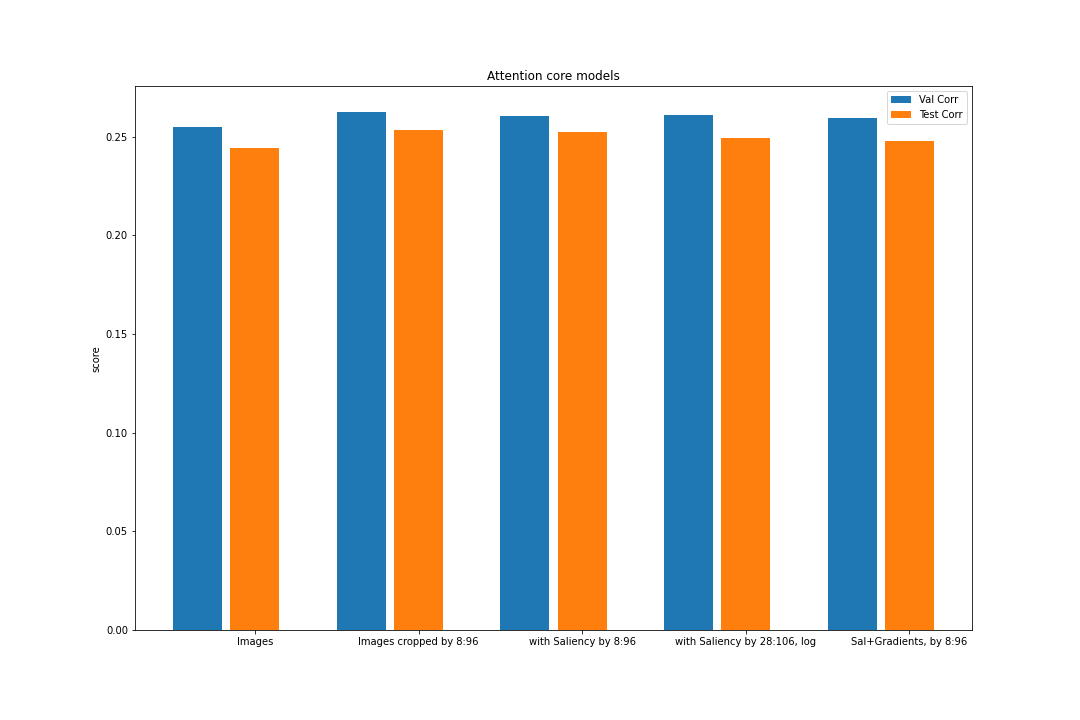 Attention core models
Val Corr
Test Corr
0.25
0.20
0.15
0.10
0.05
0.00
score
Images
Images cropped by 8:96
with Saliency by 8:96
with Saliency by 28:106, log
Sal+Gradients, by 8:96